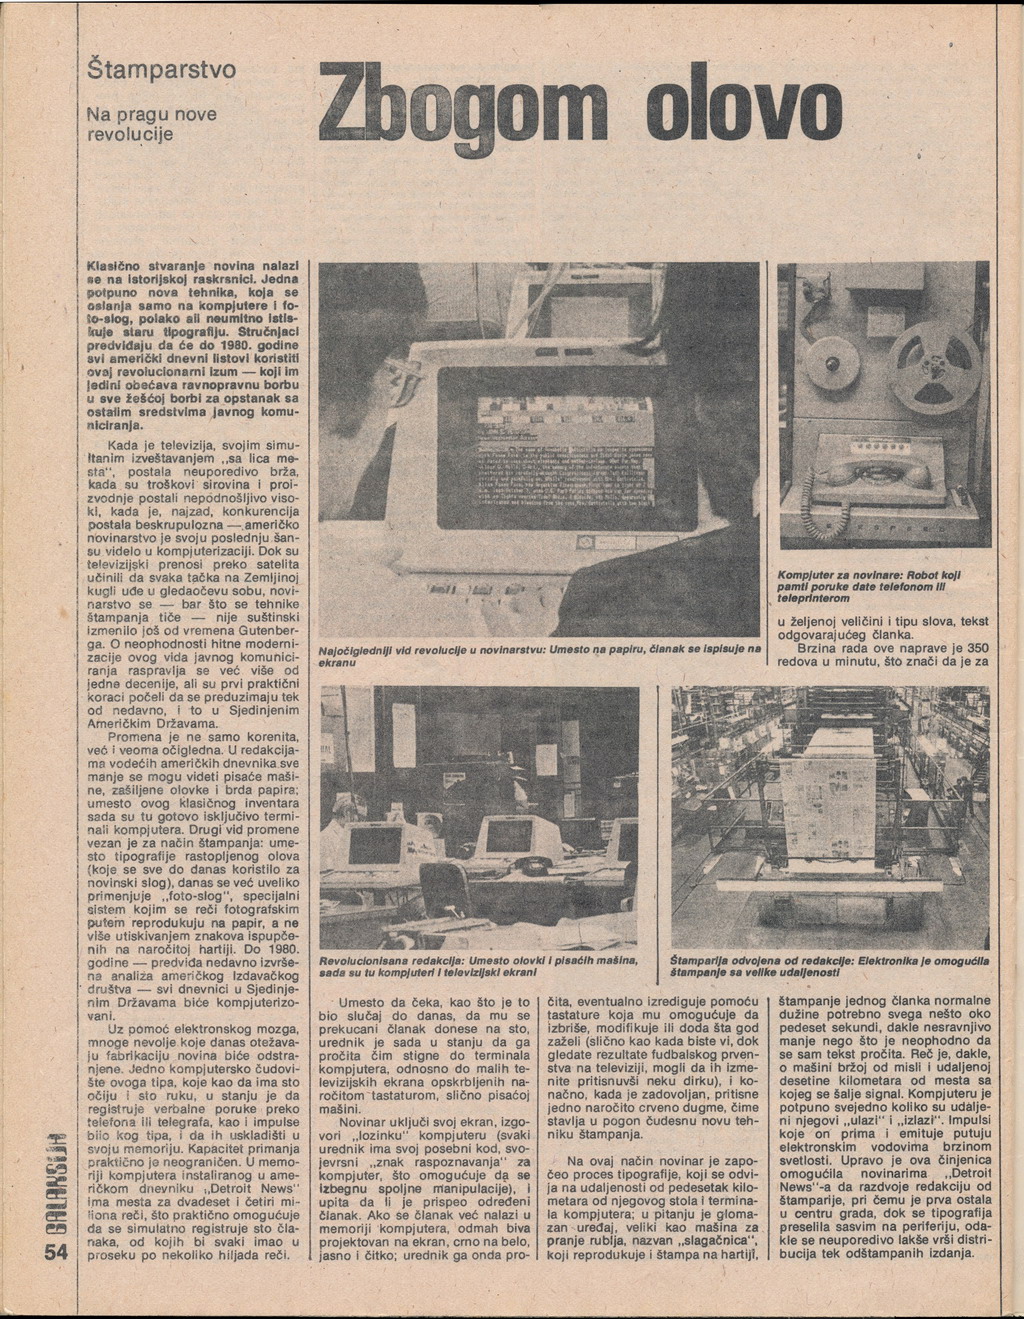 Štamparstvo
Na pragu nove
revolucije
Zbogom olovo
Klasično stvaranje novina nalazi
se na istorijskoj raskrsnici. Jedna
potpuno nova tehnika, koja se
oslanja samo na kompjutere i fo-
to-slog, polako ali neumitno istis-
kuje staru tipografiju. Stručnjaci
predviđaju da će do 1980. godine
svi američki dnevni listovi koristiti
ovaj revolucionarni izum — koji im
jedini obećava ravnopravnu borbu
u sve žešćoj borbi za opstanak sa
ostalim sredstvima javnog komu-
niciranja.
Kada je televizija, svojim simu-
ltanim izveštavanjem „sa lica me-
sta", postala neuporedivo brža,
kada su troškovi sirovina i proi-
zvodnje postali nepodnošljivo viso-
ki, kada je, najzad, konkurencija
postala beskrupulozna — američko
novinarstvo je svoju poslednju šan-
su videlo u kompjuterizaciji. Dok su
televizijski prenosi preko satelita
učinili da svaka tačka na Zemljinoj
kugli uđe u gledaočevu sobu, novi-
narstvo se — bar što se tehnike
štampanja tiče — nije suštinski
izmenilo još od vremena Gutenber-
ga. O neophodnosti hitne moderni-
zacije ovog vida javnog komunici-
ranja raspravlja se već više od
jedne decenije, ali su prvi praktični
koraci počeli da se preduzimaju tek
od nedavno, i to u Sjedinjenim
Američkim Državama.
Promena je ne samo korenita,
već i veoma očigledna. U redakcija-
ma vodećih američkih dnevnika sve
manje se mogu videti pisaće maši-
ne, zašiljene olovke i brda papira;
umesto ovog klasičnog inventara
sada su tu gotovo isključivo termi-
nali kompjutera. Drugi vid promene
vezan je za način štampanja: ume-
sto tipografije rastopljenog olova
(koje se sve do danas koristilo za
novinski slog), danas se već uveliko
primenjuje „foto-slog", specijalni
sistem kojim se reči fotografskim
putem reprodukuju na papir, a ne
više utiskivanjem znakova ispupče-
nih na naročitoj hartiji. Do 1980.
godine — predviđa nedavno izvrše-
na analiza američkog Izdavačkog
društva — svi dnevnici u Sjedinje-
nim Državama biće kompjuterizo-
vani.
Uz pomoć elektronskog mozga,
mnoge nevolje koje danas otežava-
ju fabrikaciju novina biće odstra-
njene. Jedno kompjutersko čudovi-
šte ovoga tipa, koje kao da ima sto
očiju i sto ruku, u stanju je da
registruje verbalne poruke preko
telefona ili telegrafa, kao i impulse
bilo kog tipa, i da ih uskladišti u
svoju memoriju. Kapacitet primanja
praktično je neograničen. U memo-
riji kompjutera instaliranog u ame-
ričkom dnevniku „Detroit News"
ima mesta za dvadeset i četiri mi-
liona reči, što praktično omogućuje
da se simulatno registruje sto čla-
naka, od kojih bi svaki imao u
proseku po nekoliko hiljada reči.
Najočigledniji vid revolucije u novinarstvu: Umesto na papiru, članak se ispisuje na
ekranu
Kompjuter za novinare: Robot koji
pamti poruke date telefonom ili
teleprinterom
Revolucionisana redakcija: Umesto olovki i pisaćih mašina,
sada su tu kompjuteri i televizijski ekrani
Štamparija odvojena od redakcije: Elektronika je omogućila
štampanje sa velike udaljenosti
Umesto da čeka, kao što je to
bio slučaj do danas, da mu se
prekucani članak donese na sto,
urednik je sada u stanju da ga
pročita čim stigne do terminala
kompjutera, odnosno do malih te-
levizijskih ekrana opskrbljenih na-
ročitom tastaturom, slično pisaćoj
mašini.
Novinar uključi svoj ekran, izgo-
vori „lozinku" kompjuteru (svaki
urednik ima svoj posebni kod, svo-
jevrsni „znak raspoznavanja" za
kompjuter, što omogućuje da se
izbegnu spoljne manipulacije), i
upita da li je prispeo određeni
članak. Ako se članak već nalazi u
memoriji kompjutera, odmah biva
projektovan na ekran, crno na belo,
jasno i čitko; urednik ga onda pro-
čita, eventualno izrediguje pomoću
tastature koja mu omogućuje da
izbriše, modifikuje ili doda šta god
zaželi (slično kao kada biste vi, dok
gledate rezultate fudbalskog prven-
stva na televiziji, mogli da ih izme-
nite pritisnuvši neku dirku), i ko-
načno, kada je zadovoljan, pritisne
jedno naročito crveno dugme, čime
stavlja u pogon čudesnu novu teh-
niku štampanja.
Na ovaj način novinar je zapo-
čeo proces tipografije, koji se odvi-
ja na udaljenosti od pedesetak kilo-
metara od njegovog stola i termina-
la kompjutera; u pitanju je gloma-
zan uređaj, veliki kao mašina za
pranje rublja, nazvan „slagačnica",
koji reprodukuje i štampa na hartiji,
u željenoj veličini i tipu slova, tekst
odgovarajućeg članka.
Brzina rada ove naprave je 350
redova u minutu, što znači da je za
štampanje jednog članka normalne
dužine potrebno svega nešto oko
pedeset sekundi, dakle nesravnjivo
manje nego što je neophodno da
se sam tekst pročita. Reč je, dakle,
o mašini bržoj od misli i udaljenoj
desetine kilometara od mesta sa
kojeg se šalje signal. Kompjuteru je
potpuno svejedno koliko su udalje-
ni njegovi „ulazi" i „izlazi". Impulsi
koje on prima i emituje putuju
elektronskim vodovima brzinom
svetlosti. Upravo je ova činjenica
omogućila novinarima „Detroit
News"-a da razdvoje redakciju od
štamparije, pri čemu je prva ostala
u centru grada, dok se tipografija
preselila sasvim na periferiju, oda-
kle se neuporedivo lakše vrši distri-
bucija tek odštampanih izdanja.
GALAKSIJA
54